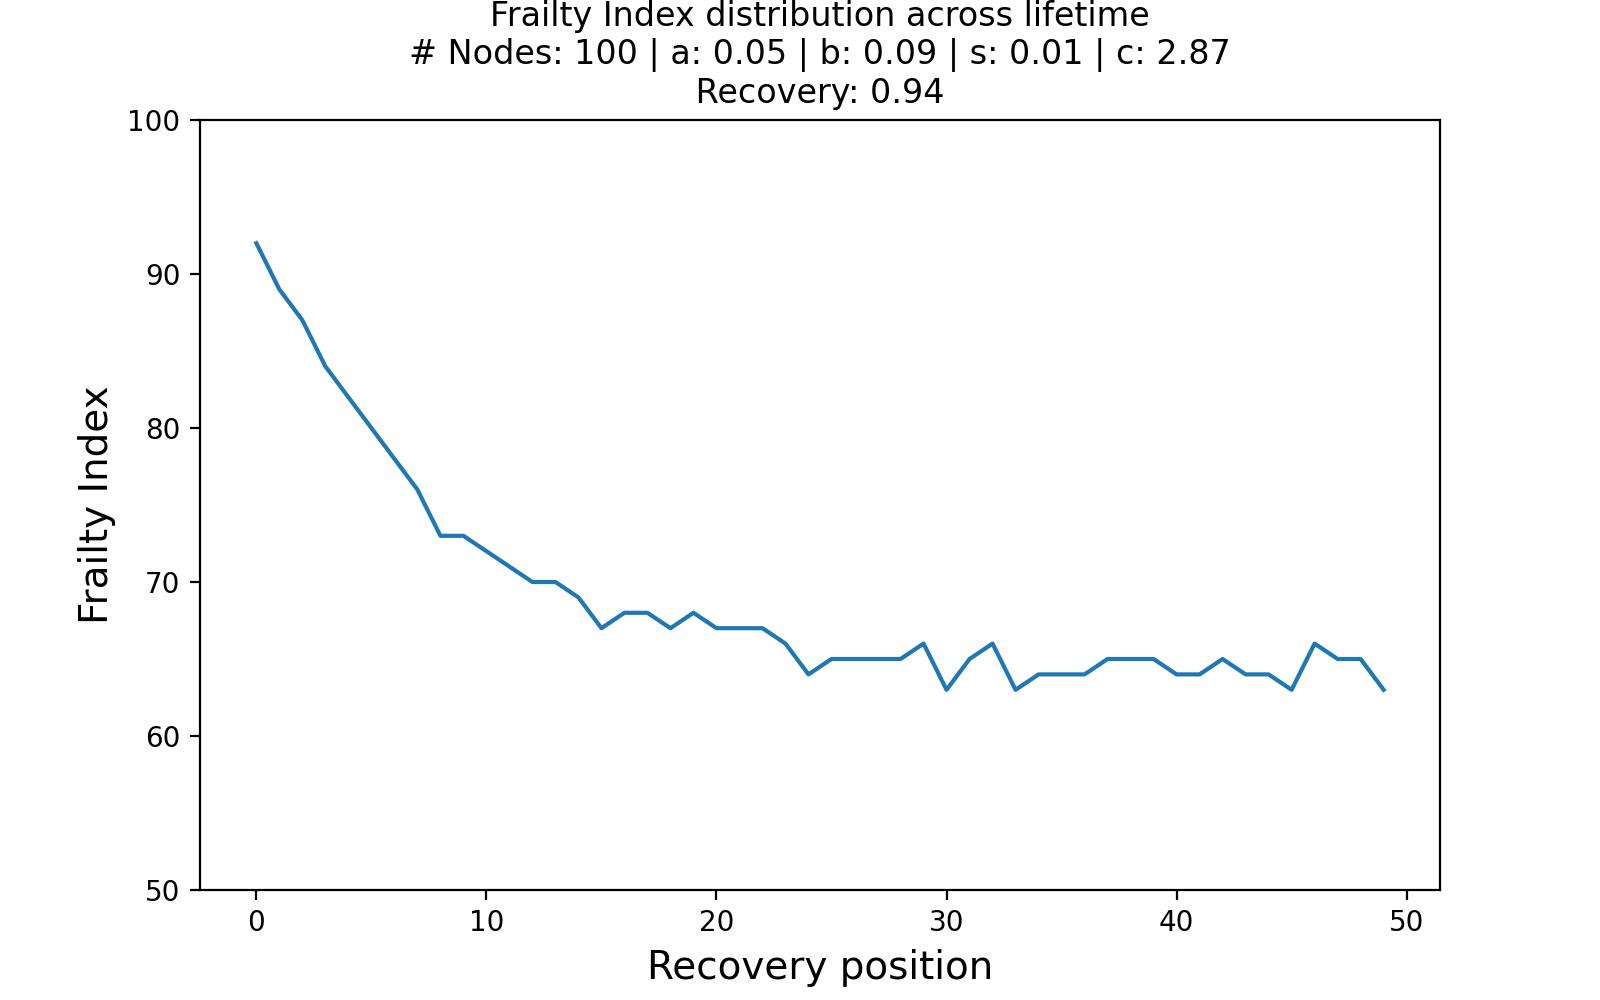 Frailty Index distribution across lifetime
# Nodes: 100 | a: 0.05 | b: 0.09 | s: 0.01 | c: 2.87
Recovery: 0.94
100
90
80
70
60
50
Frailty Index
0 10 20 30 40 50
Recovery position